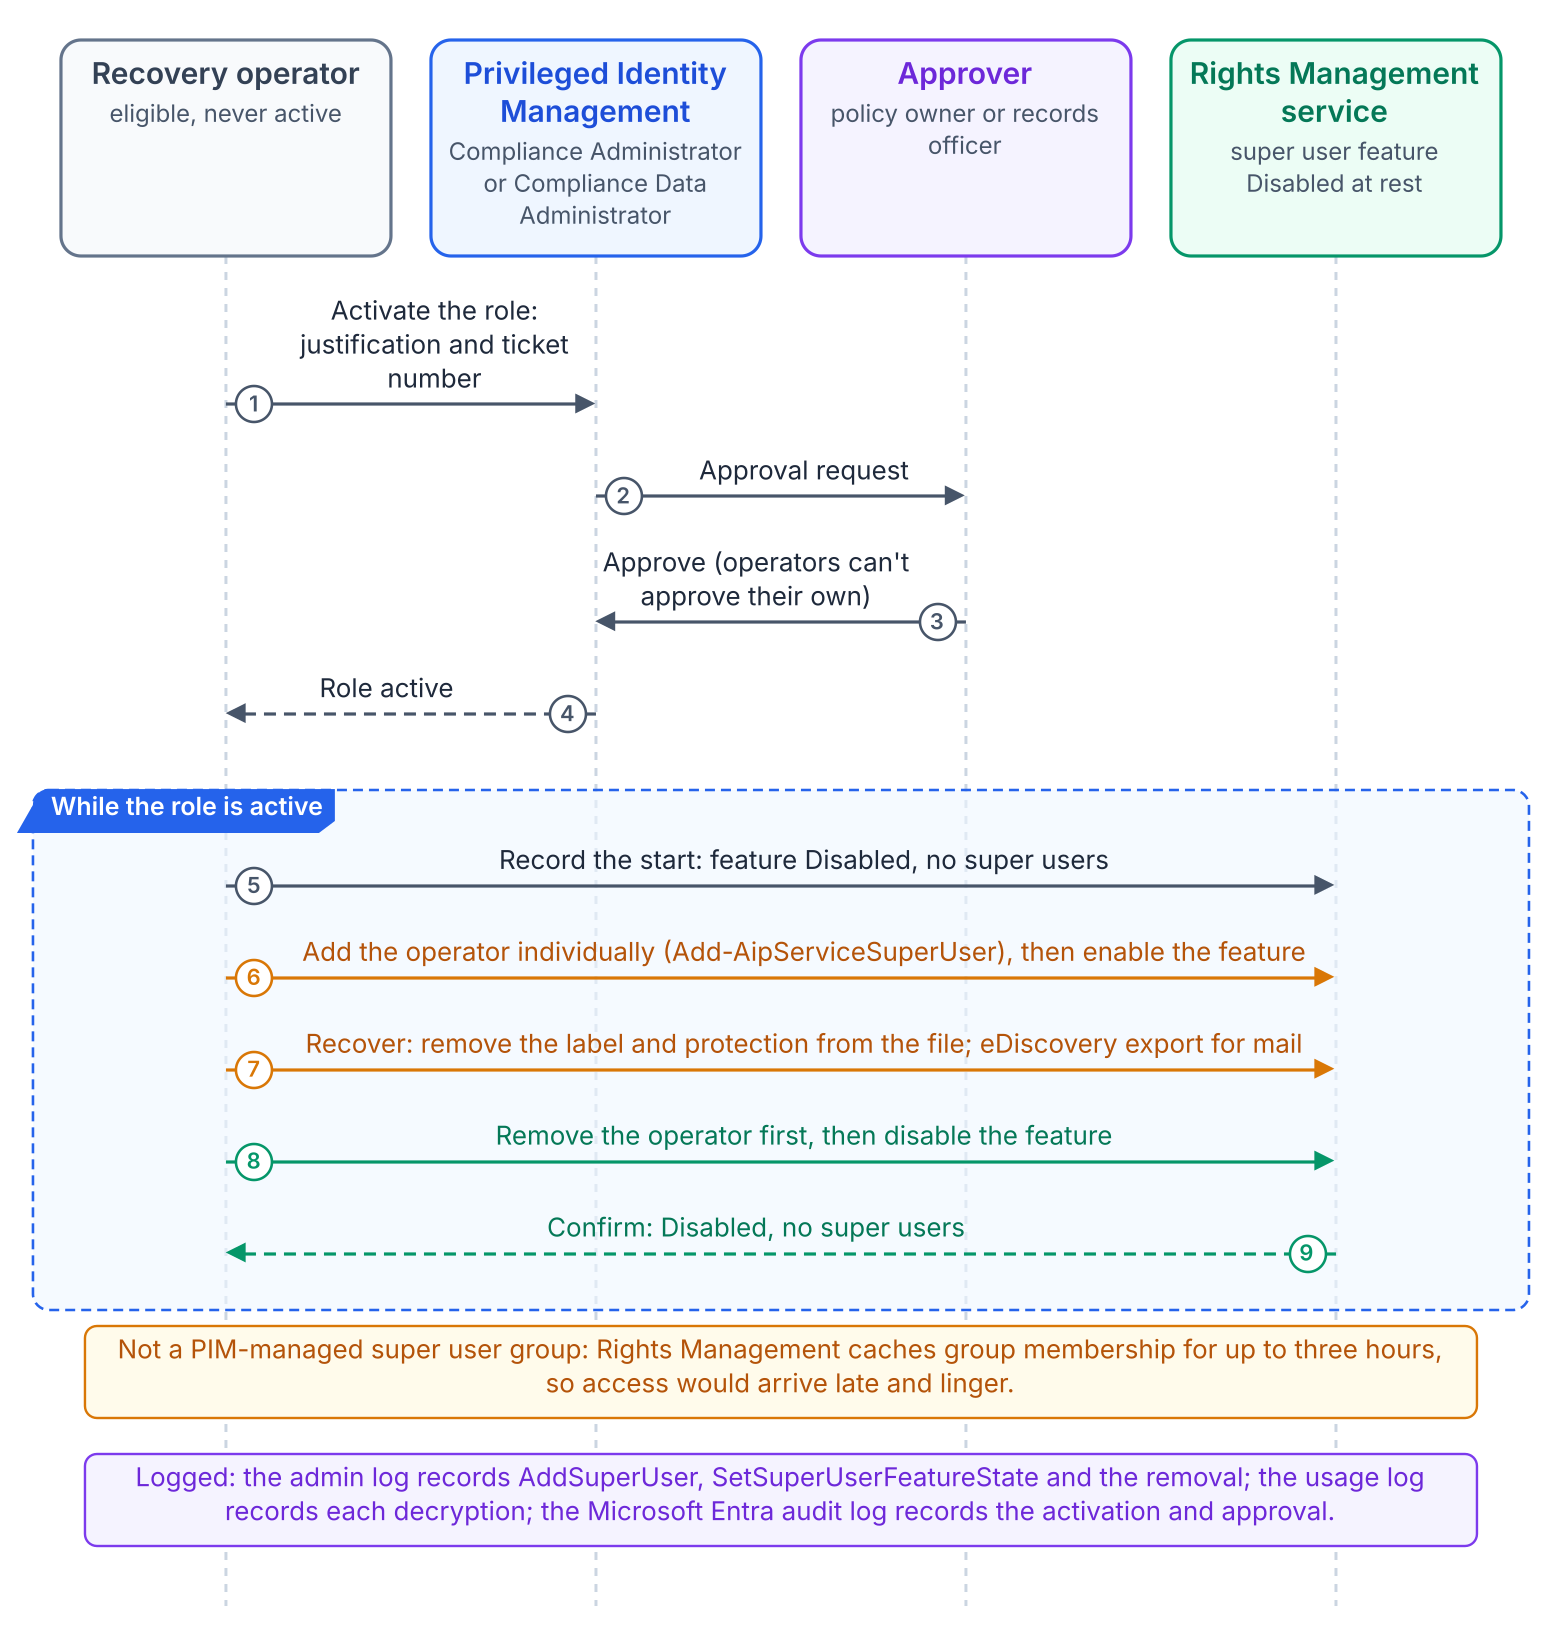 Recovery operator
eligible, never active
Privileged Identity
Management
Compliance Administrator
or Compliance Data
Administrator
Approver
policy owner or records
officer
Rights Management
service
super user feature
Disabled at rest
Activate the role:
justification and ticket
number
1
Approval request
2
Approve (operators can't
approve their own)
3
Role active
4
While the role is active
Record the start: feature Disabled, no super users
5
Add the operator individually (Add-AipServiceSuperUser), then enable the feature
6
Recover: remove the label and protection from the file; eDiscovery export for mail
7
Remove the operator first, then disable the feature
8
Confirm: Disabled, no super users
9
Not a PIM-managed super user group: Rights Management caches group membership for up to three hours,
so access would arrive late and linger.
Logged: the admin log records AddSuperUser, SetSuperUserFeatureState and the removal; the usage log
records each decryption; the Microsoft Entra audit log records the activation and approval.